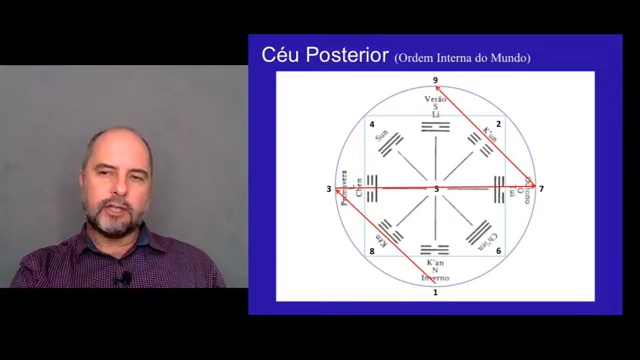 Céu Posterior (Ordem Interna do Mundo)
9
Verão
S
Li
4
2
Sun
K'un
3
Primavera
L
Chen
5
Tui
O
Outono
7
8
Kên
K'an
N
Inverno
Ch'ien
6
1